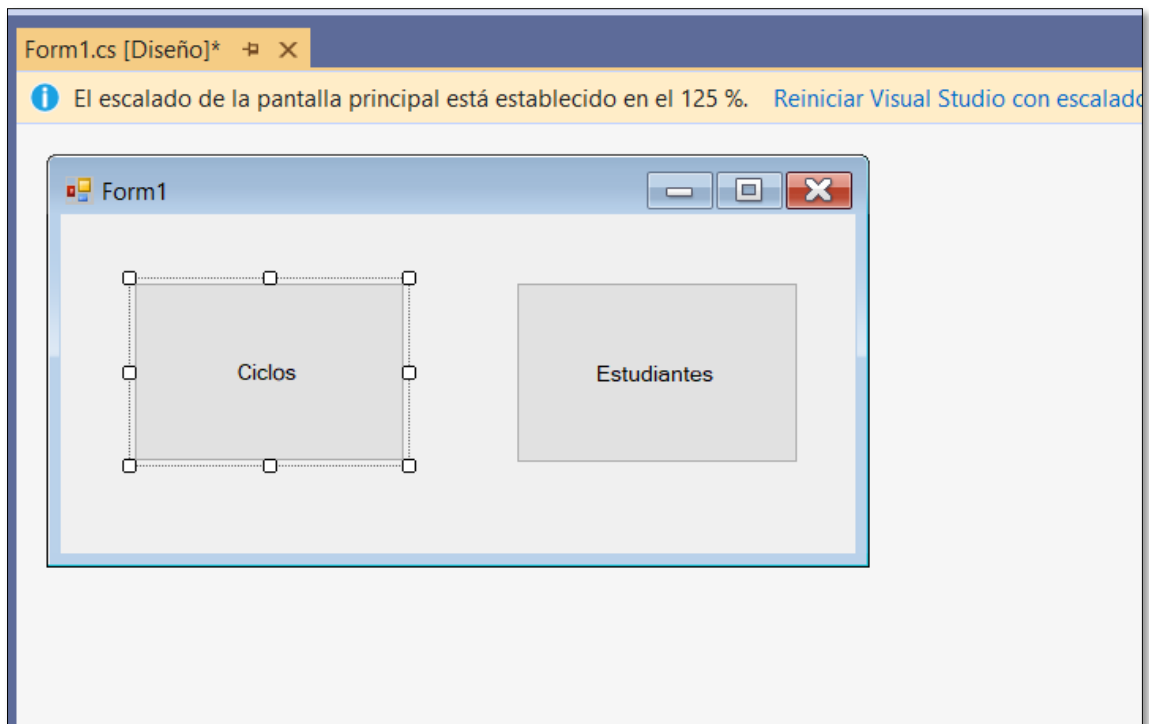 Form1.cs [Diseño]*
El escalado de la pantalla principal está establecido en el 125 %. Reiniciar Visual Studio con escalado
Form1
Ciclos
Estudiantes